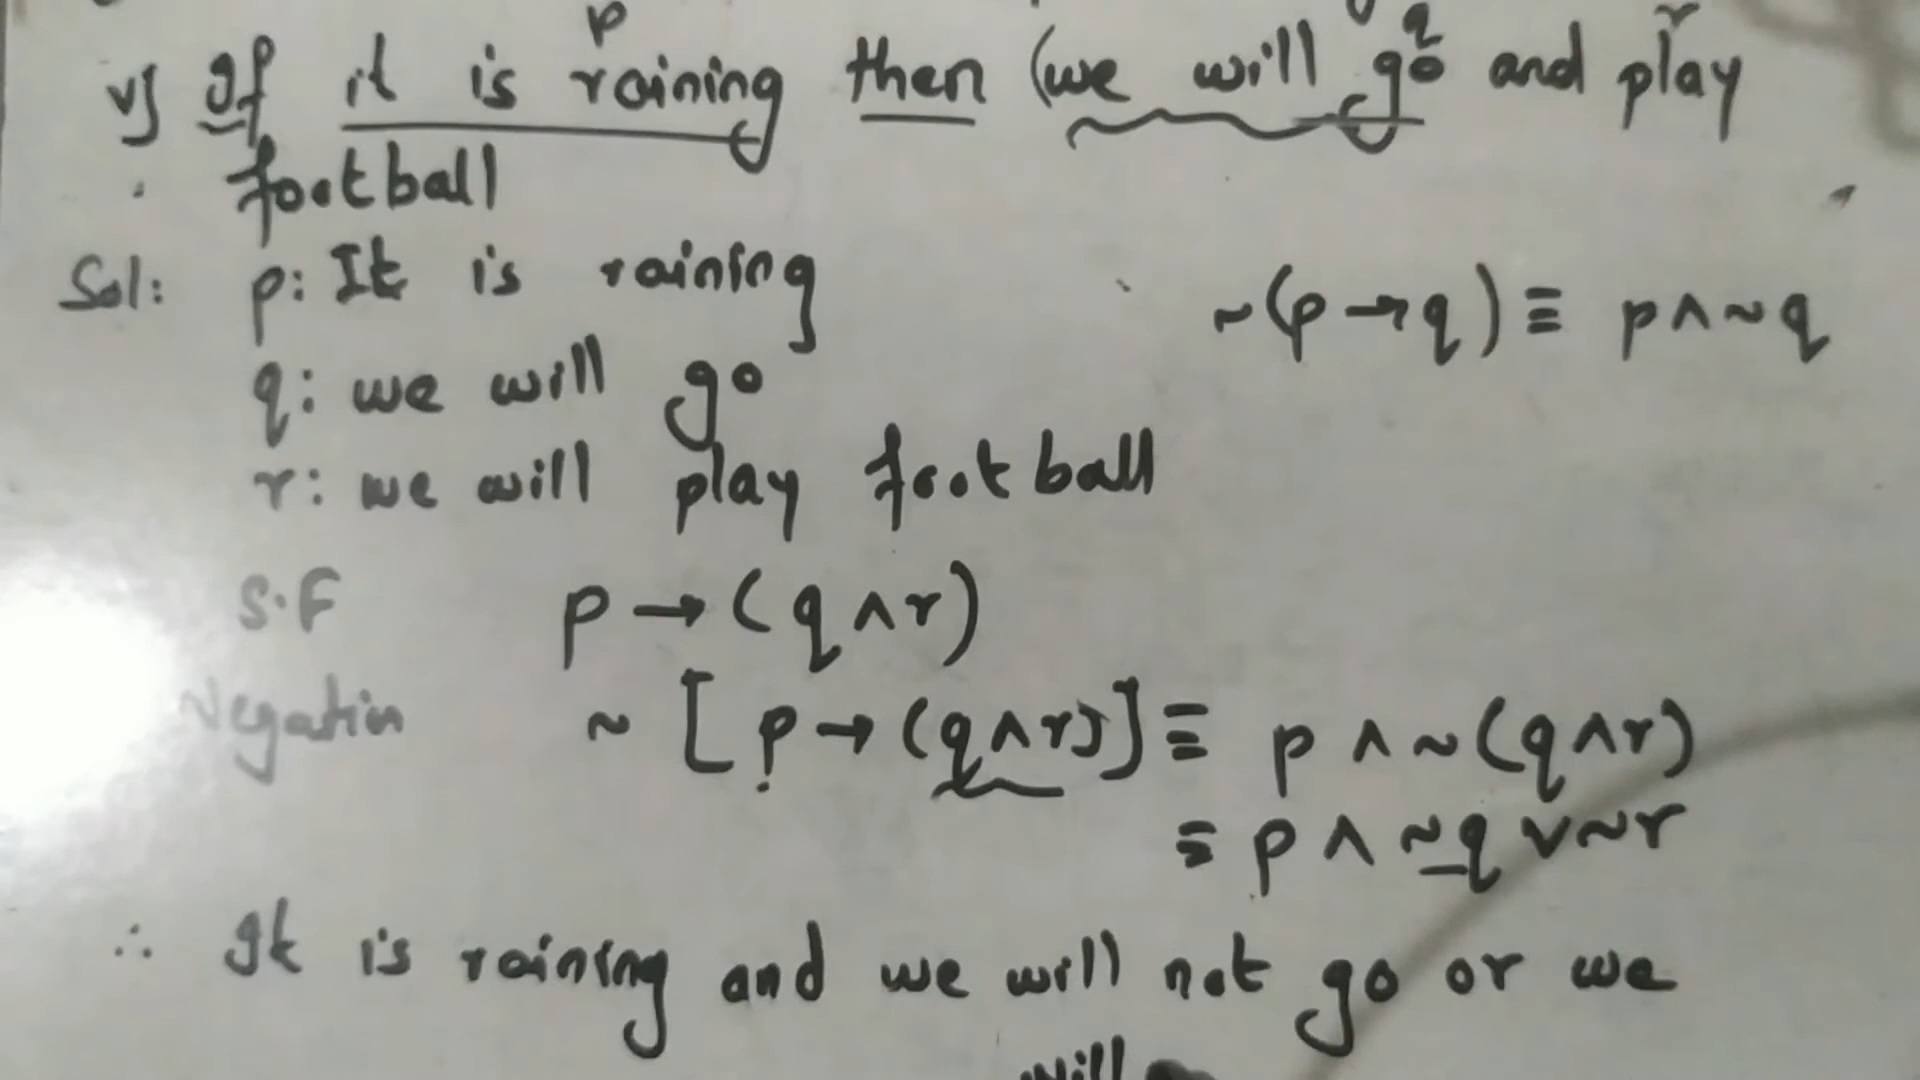 p q r
v) If it is raining then (we will go and play
football
Sol: p: It is raining
~(p→q) ≡ p∧~q
q: we will go
r: we will play football
S.F p→(q∧r)
Negation ~[p→(q∧r)] ≡ p∧~(q∧r)
≡ p∧~q∨~r
∴ It is raining and we will not go or we
will